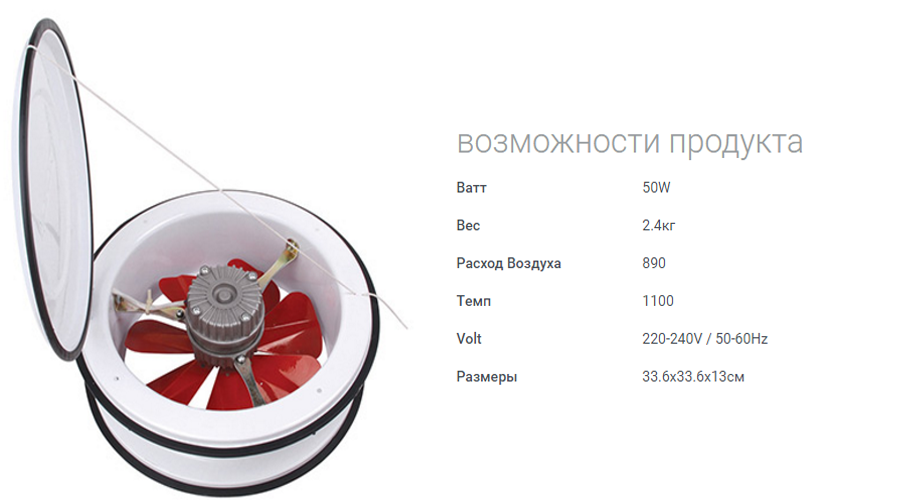 возможности продукта
Ватт 50W
Вес 2.4кг
Расход Воздуха 890
Темп 1100
Volt 220-240V / 50-60Hz
Размеры 33.6x33.6x13см